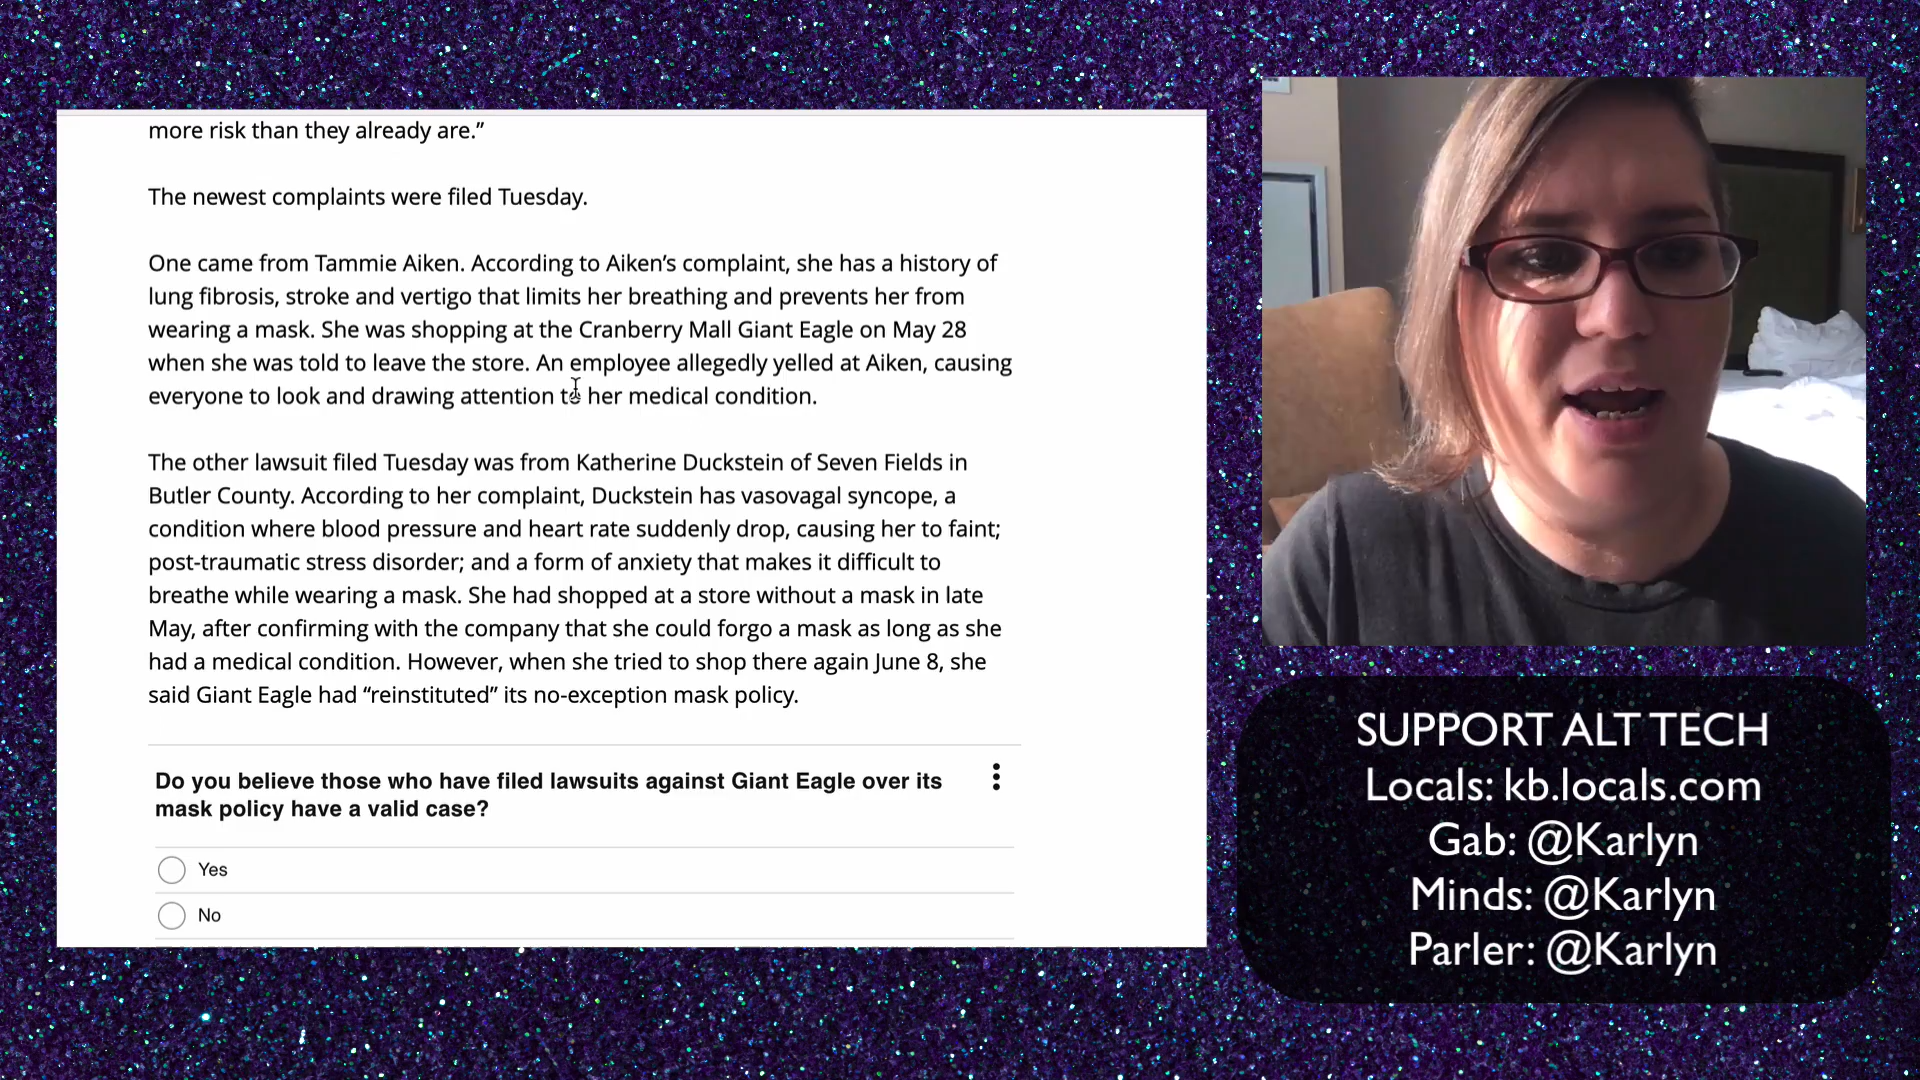 more risk than they already are.”
The newest complaints were filed Tuesday.
One came from Tammie Aiken. According to Aiken’s complaint, she has a history of
lung fibrosis, stroke and vertigo that limits her breathing and prevents her from
wearing a mask. She was shopping at the Cranberry Mall Giant Eagle on May 28
when she was told to leave the store. An employee allegedly yelled at Aiken, causing
everyone to look and drawing attention to her medical condition.
The other lawsuit filed Tuesday was from Katherine Duckstein of Seven Fields in
Butler County. According to her complaint, Duckstein has vasovagal syncope, a
condition where blood pressure and heart rate suddenly drop, causing her to faint;
post-traumatic stress disorder; and a form of anxiety that makes it difficult to
breathe while wearing a mask. She had shopped at a store without a mask in late
May, after confirming with the company that she could forgo a mask as long as she
had a medical condition. However, when she tried to shop there again June 8, she
said Giant Eagle had “reinstituted” its no-exception mask policy.
Do you believe those who have filed lawsuits against Giant Eagle over its
mask policy have a valid case?
Yes
No
SUPPORT ALT TECH
Locals: kb.locals.com
Gab: @Karlyn
Minds: @Karlyn
Parler: @Karlyn